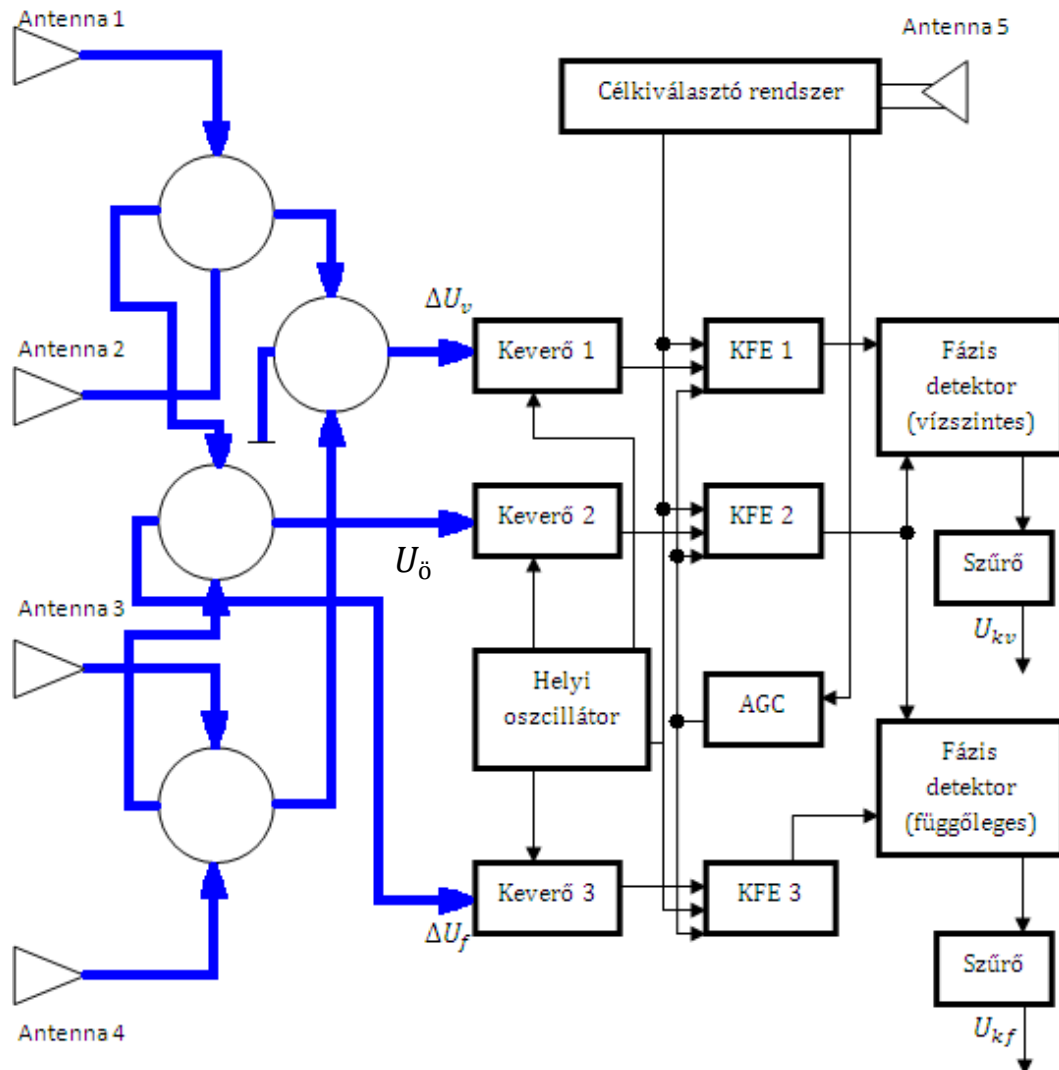 Antenna 1
Antenna 5
Célkiválasztó rendszer
Antenna 2
ΔUᵥ
Keverő 1
KFE 1
Fázis
detektor
(vízszintes)
Keverő 2
KFE 2
U_ö
Szűrő
U_kv
Antenna 3
Helyi
oszcillátor
AGC
Fázis
detektor
(függőleges)
Keverő 3
KFE 3
ΔU_f
Szűrő
U_kf
Antenna 4